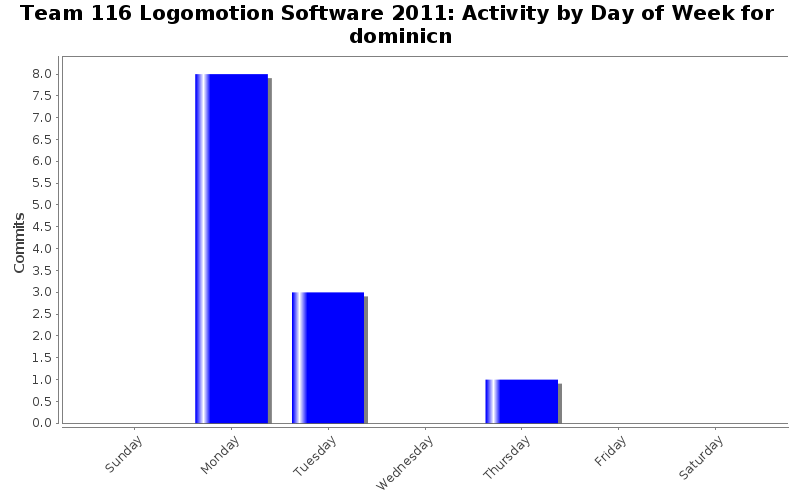 Team 116 Logomotion Software 2011: Activity by Day of Week for
dominicn
8.0
7.5
7.0
6.5
6.0
5.5
5.0
4.5
4.0
3.5
3.0
2.5
2.0
1.5
1.0
0.5
0.0
Commits
Sunday
Monday
Tuesday
Wednesday
Thursday
Friday
Saturday